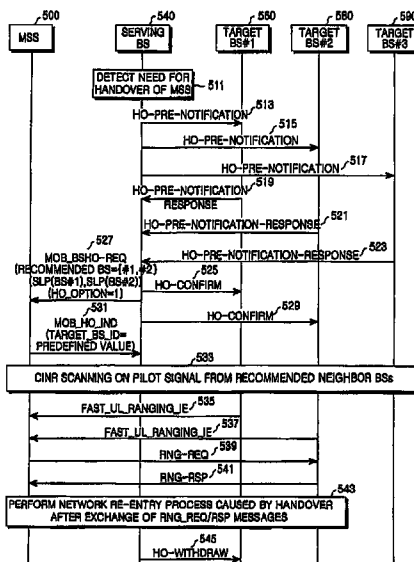 500
540
560
580
590
MSS
SERVING
BS
TARGET
BS#1
TARGET
BS#2
TARGET
BS#3
DETECT NEED FOR
HANDOVER OF MSS
511
513
HO-PRE-NOTIFICATION
515
HO-PRE-NOTIFICATION
517
HO-PRE-NOTIFICATION
519
HO-PRE-NOTIFICATION
RESPONSE
521
HO-PRE-NOTIFICATION-RESPONSE
523
HO-PRE-NOTIFICATION-RESPONSE
527
MOB_BSHO-REQ
(RECOMMENDED BS={#1,#2}
(SLP(BS#1),SLP(BS#2))
(HO_OPTION=1)
525
HO-CONFIRM
529
HO-CONFIRM
531
MOB_HO_IND
(TARGET_BS_ID=
PREDEFINED VALUE)
533
CINR SCANNING ON PILOT SIGNAL FROM RECOMMENDED NEIGHBOR BSs
535
FAST_UL_RANGING_IE
537
FAST_UL_RANGING_IE
539
RNG-REQ
541
RNG-RSP
543
PERFORM NETWORK RE-ENTRY PROCESS CAUSED BY HANDOVER
AFTER EXCHANGE OF RNG_REQ/RSP MESSAGES
545
HO-WITHDRAW